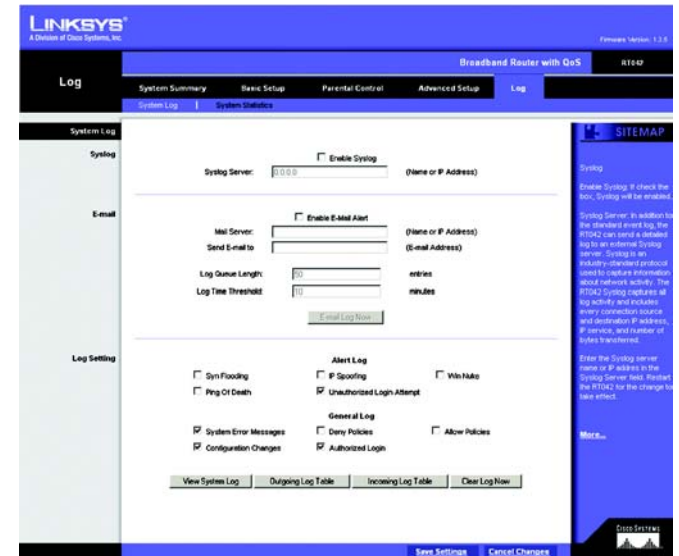 LINKSYS®
A Division of Cisco Systems, Inc.
Firmware Version: 1.3.6
Broadband Router with QoS
RT042
Log
System Summary
Basic Setup
Parental Control
Advanced Setup
Log
System Log | System Statistics
System Log
SITEMAP
Syslog
Enable Syslog
Syslog Server: 0.0.0.0 (Name or IP Address)
E-mail
Enable E-Mail Alert
Mail Server: (Name or IP Address)
Send E-mail to (E-mail Address)
Log Queue Length: 50 entries
Log Time Threshold: 10 minutes
E-mail Log Now
Log Setting
Alert Log
Syn Flooding
IP Spoofing
Win Nuke
Ping Of Death
Unauthorized Login Attempt
General Log
System Error Messages
Deny Policies
Allow Policies
Configuration Changes
Authorized Login
View System Log
Outgoing Log Table
Incoming Log Table
Clear Log Now
Syslog
Enable Syslog: If check the
box, Syslog will be enabled.
Syslog Server: In addition to
the standard event log, the
RT042 can send a detailed
log to an external Syslog
server. Syslog is an
industry-standard protocol
used to capture information
about network activity. The
RT042 Syslog captures all
log activity and includes
every connection source
and destination IP address,
IP service, and number of
bytes transferred.
Enter the Syslog server
name or IP address in the
Syslog Server field. Restart
the RT042 for the change to
take effect.
More...
CISCO SYSTEMS
Save Settings
Cancel Changes